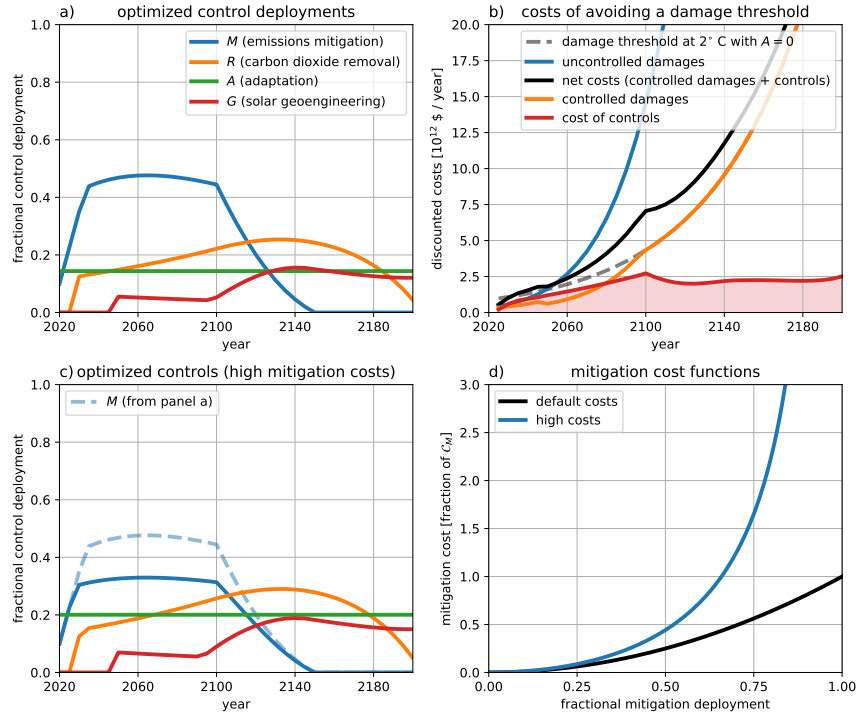 a) optimized control deployments
fractional control deployment
1.0
0.8
0.6
0.4
0.2
0.0
M (emissions mitigation)
R (carbon dioxide removal)
A (adaptation)
G (solar geoengineering)
2020 2060 2100 2140 2180
year
b) costs of avoiding a damage threshold
discounted costs [10¹² $ / year]
20.0
17.5
15.0
12.5
10.0
7.5
5.0
2.5
0.0
damage threshold at 2° C with A = 0
uncontrolled damages
net costs (controlled damages + controls)
controlled damages
cost of controls
2020 2060 2100 2140 2180
year
c) optimized controls (high mitigation costs)
fractional control deployment
1.0
0.8
0.6
0.4
0.2
0.0
M (from panel a)
2020 2060 2100 2140 2180
year
d) mitigation cost functions
mitigation cost [fraction of 𝒞_M]
3.0
2.5
2.0
1.5
1.0
0.5
0.0
default costs
high costs
0.00 0.25 0.50 0.75 1.00
fractional mitigation deployment